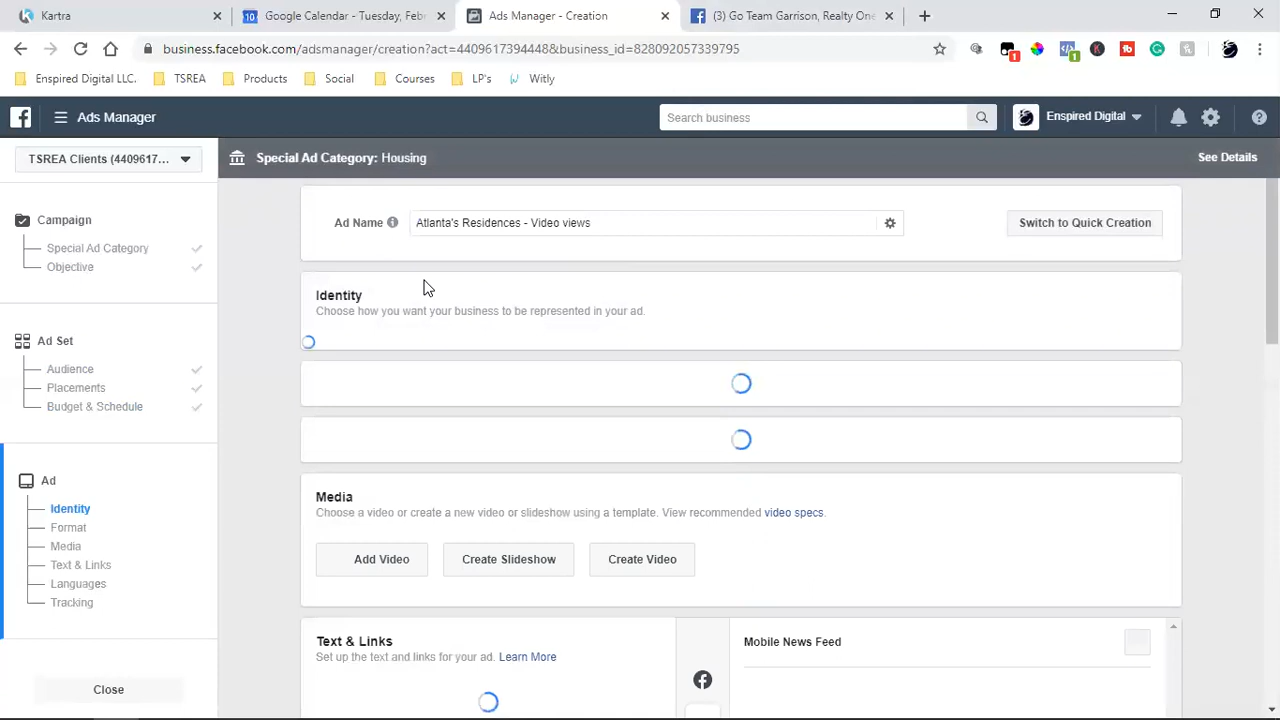 Kartra
Google Calendar - Tuesday, Febr
Ads Manager - Creation
(3) Go Team Garrison, Realty One
business.facebook.com/adsmanager/creation?act=4409617394448&business_id=828092057339795
Enspired Digital LLC.
TSREA
Products
Social
Courses
LP's
Witly
Ads Manager
Search business
Enspired Digital
TSREA Clients (4409617...
Special Ad Category: Housing
See Details
Campaign
Special Ad Category
Objective
Ad Set
Audience
Placements
Budget & Schedule
Ad
Identity
Format
Media
Text & Links
Languages
Tracking
Close
Ad Name
Atlanta's Residences - Video views
Switch to Quick Creation
Identity
Choose how you want your business to be represented in your ad.
Media
Choose a video or create a new video or slideshow using a template. View recommended video specs.
Add Video
Create Slideshow
Create Video
Text & Links
Set up the text and links for your ad. Learn More
Mobile News Feed